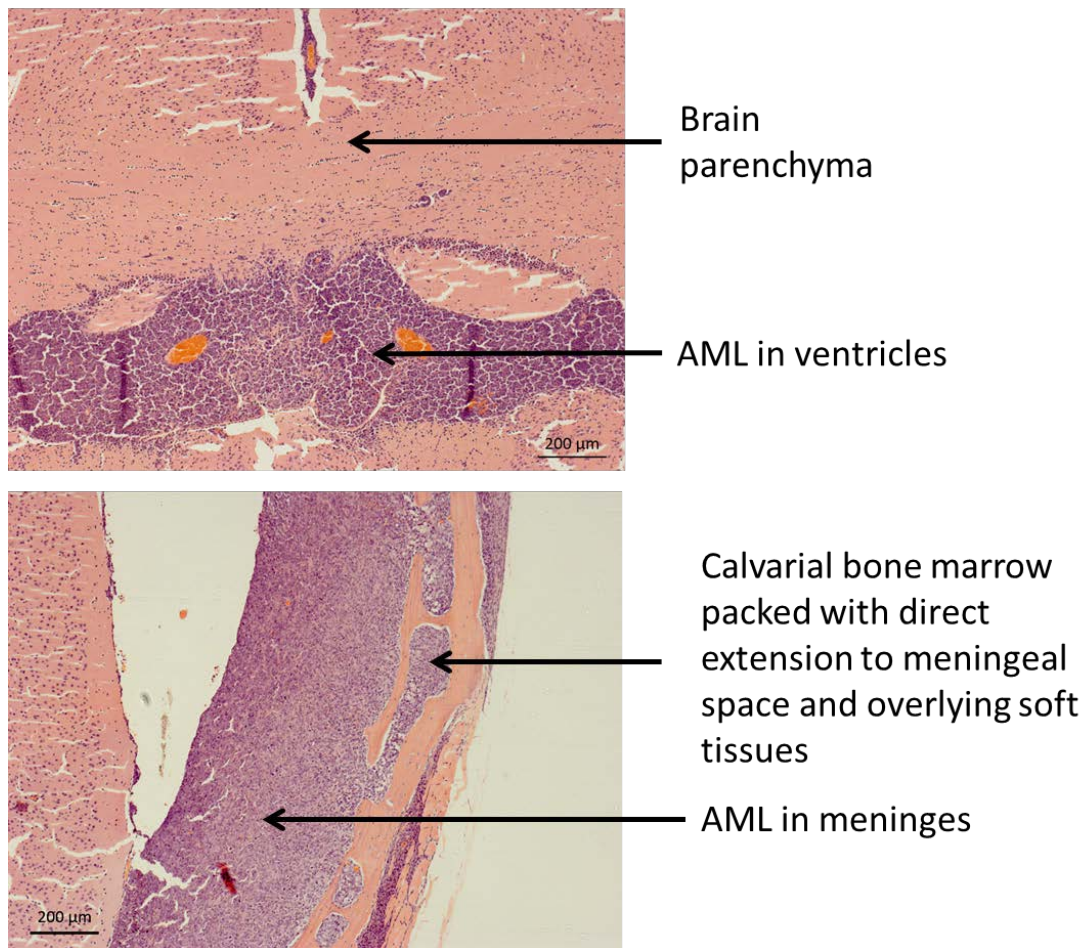 Brain
parenchyma
AML in ventricles
200 µm
Calvarial bone marrow
packed with direct
extension to meningeal
space and overlying soft
tissues
AML in meninges
200 µm